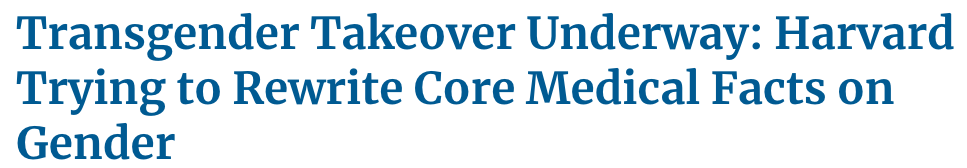 Transgender Takeover Underway: Harvard
Trying to Rewrite Core Medical Facts on
Gender